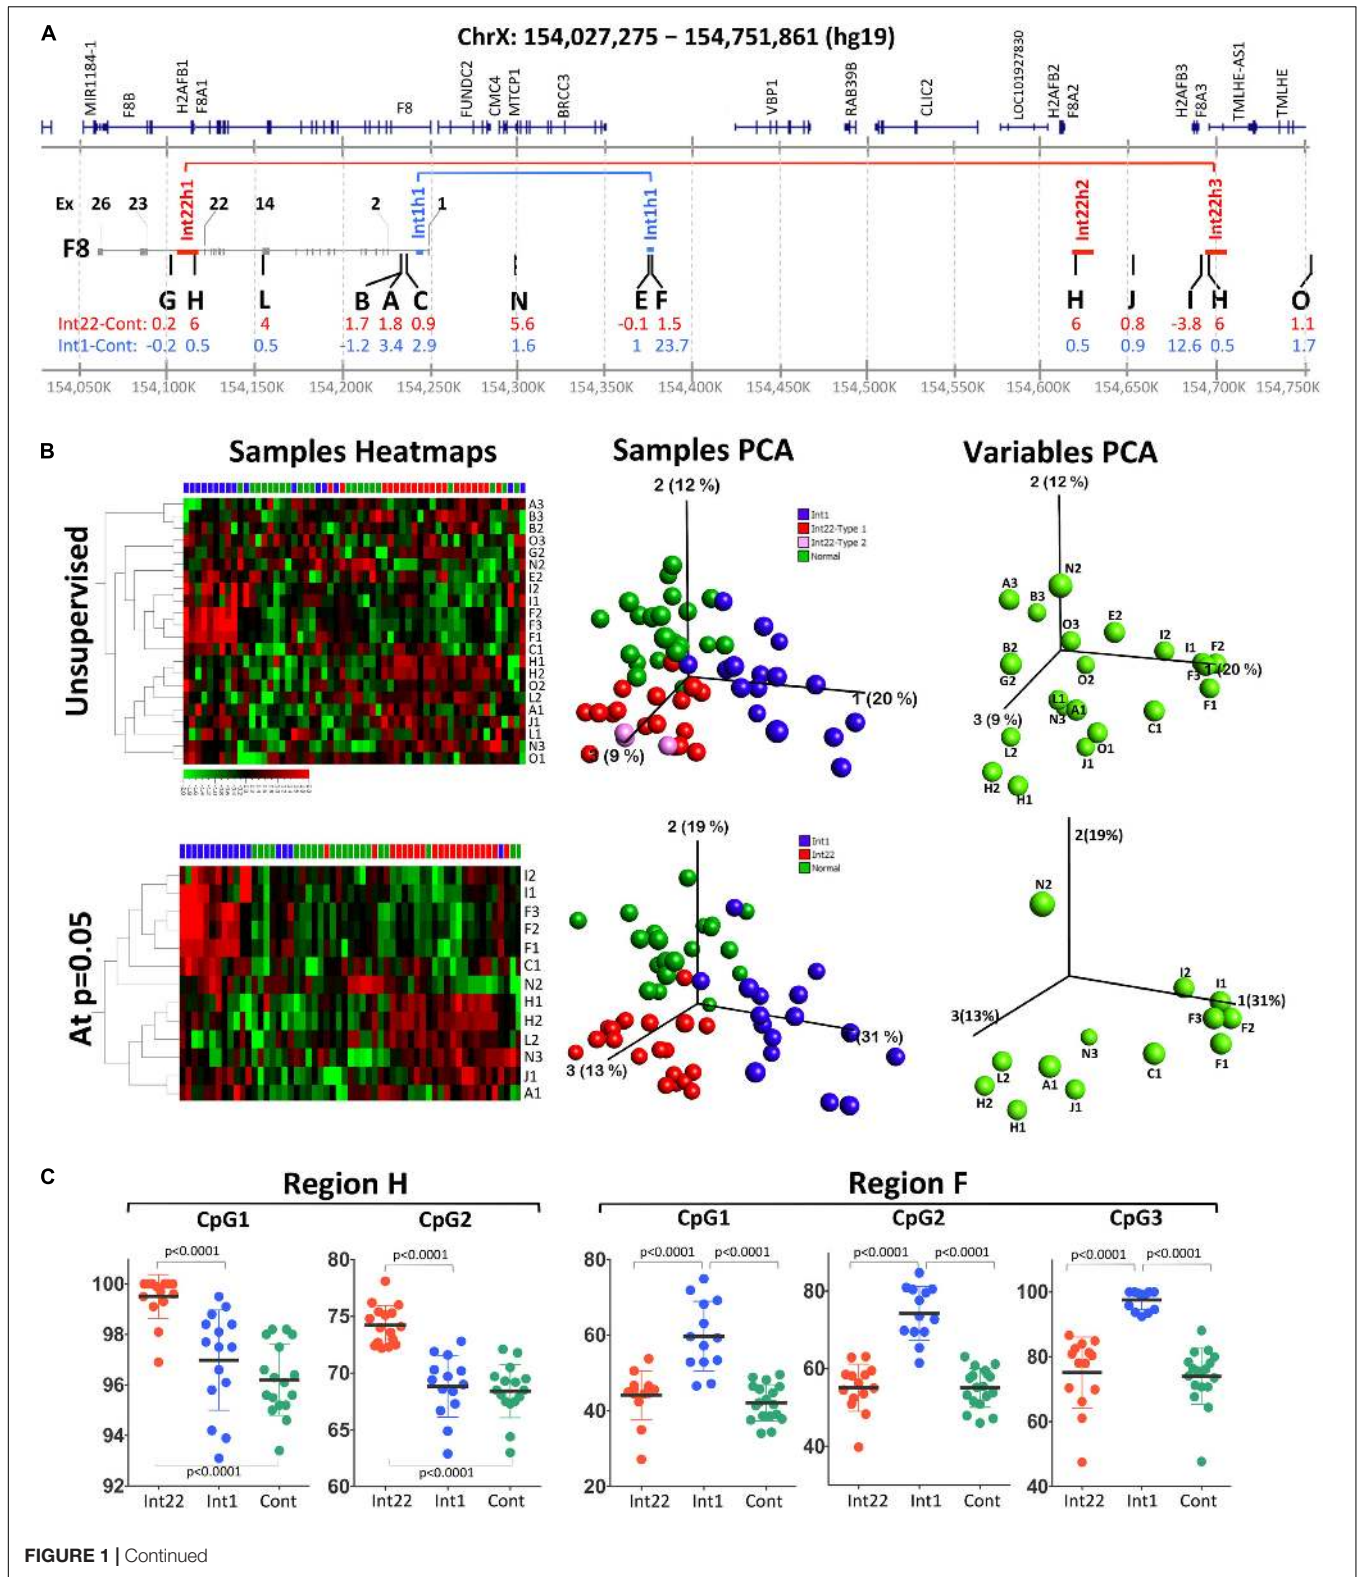 A
ChrX: 154,027,275 – 154,751,861 (hg19)
MIR1184-1
F8B
H2AFB1
F8A1
F8
FUNDC2
CMC4
MTCP1
BRCC3
VBP1
RAB39B
CLIC2
LOC101927830
H2AFB2
F8A2
H2AFB3
F8A3
TMLHE-AS1
TMLHE
Ex 26 23 Int22h1 22 14 2 Int1h1 1 Int1h1 Int22h2 Int22h3
F8
G H L B A C N E F H J I H O
Int22-Cont: 0.2 6 4 1.7 1.8 0.9 5.6 -0.1 1.5 6 0.8 -3.8 6 1.1
Int1-Cont: -0.2 0.5 0.5 -1.2 3.4 2.9 1.6 1 23.7 0.5 0.9 12.6 0.5 1.7
154,050K 154,100K 154,150K 154,200K 154,250K 154,300K 154,350K 154,400K 154,450K 154,500K 154,550K 154,600K 154,650K 154,700K 154,750K
B
Samples Heatmaps
Samples PCA
Variables PCA
Unsupervised
A3
B3
B2
O3
G2
N2
E2
I2
I1
F2
F3
F1
C1
H1
H2
O2
L2
A1
J1
L1
N3
O1
2 (12 %)
Int1
Int22-Type 1
Int22-Type 2
Normal
1 (20 %)
3 (9 %)
2 (12 %)
N2
A3
B3
O3
E2
I2
I1
F2
B2
G2
O2
F3
1 (20 %)
F1
L1
A1
N3
C1
3 (9 %)
L2
O1
J1
H2
H1
At p=0.05
I2
I1
F3
F2
F1
C1
N2
H1
H2
L2
N3
J1
A1
2 (19 %)
Int1
Int22
Normal
(31 %)
3 (13 %)
2(19%)
N2
I2
I1
1(31%)
3(13%)
F3
F2
F1
N3
C1
L2
A1
H2
J1
H1
C
Region H
Region F
CpG1
CpG2
CpG1
CpG2
CpG3
p<0.0001
100
98
96
94
92
p<0.0001
Int22 Int1 Cont
p<0.0001
80
75
70
65
60
p<0.0001
Int22 Int1 Cont
p<0.0001 p<0.0001
80
60
40
20
Int22 Int1 Cont
p<0.0001 p<0.0001
80
60
40
Int22 Int1 Cont
p<0.0001 p<0.0001
100
80
60
40
Int22 Int1 Cont
FIGURE 1 | Continued